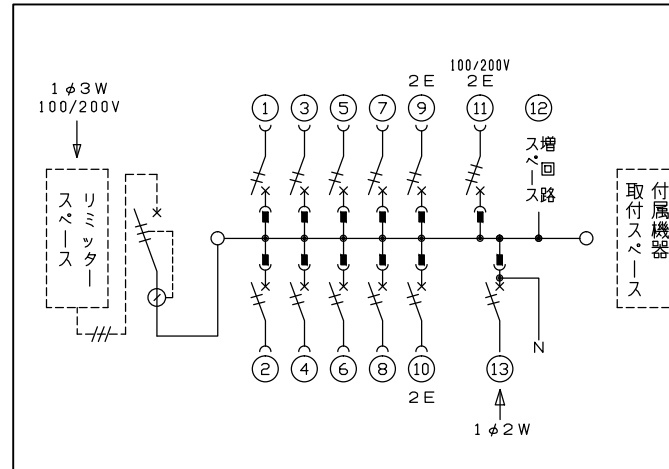 1φ3W
100/200V
リミッター
スペース
2E
100/200V
2E
1
3
5
7
9
11
12
増回路
スペース
付属機器
取付スペース
N
2
4
6
8
10
13
2E
1φ2W